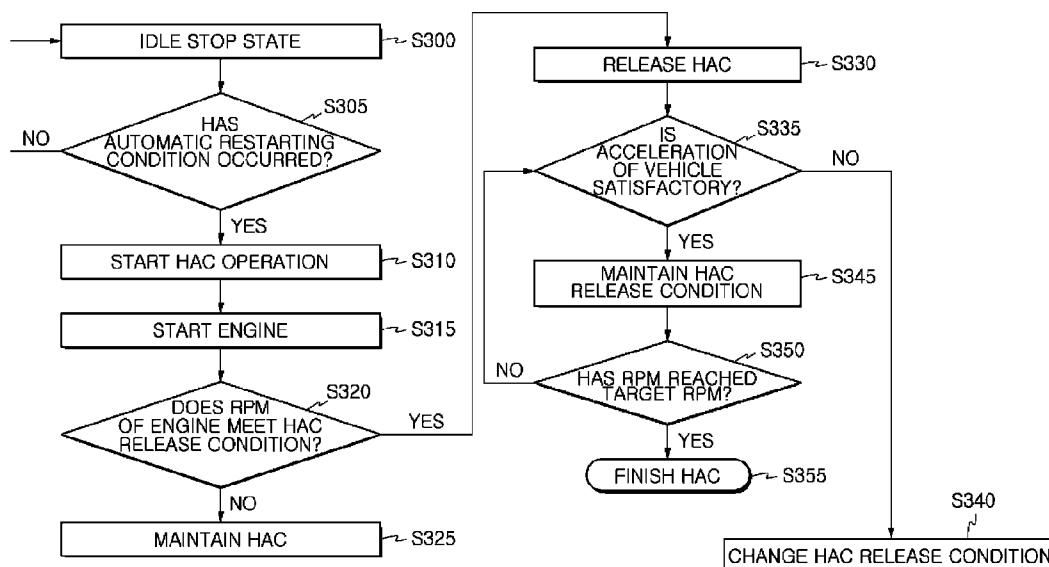 IDLE STOP STATE
S300
HAS
AUTOMATIC RESTARTING
CONDITION OCCURRED?
S305
NO
YES
START HAC OPERATION
S310
START ENGINE
S315
DOES RPM
OF ENGINE MEET HAC
RELEASE CONDITION?
S320
YES
NO
MAINTAIN HAC
S325
RELEASE HAC
S330
IS
ACCELERATION
OF VEHICLE
SATISFACTORY?
S335
NO
YES
MAINTAIN HAC
RELEASE CONDITION
S345
HAS RPM REACHED
TARGET RPM?
S350
NO
YES
FINISH HAC
S355
S340
CHANGE HAC RELEASE CONDITION